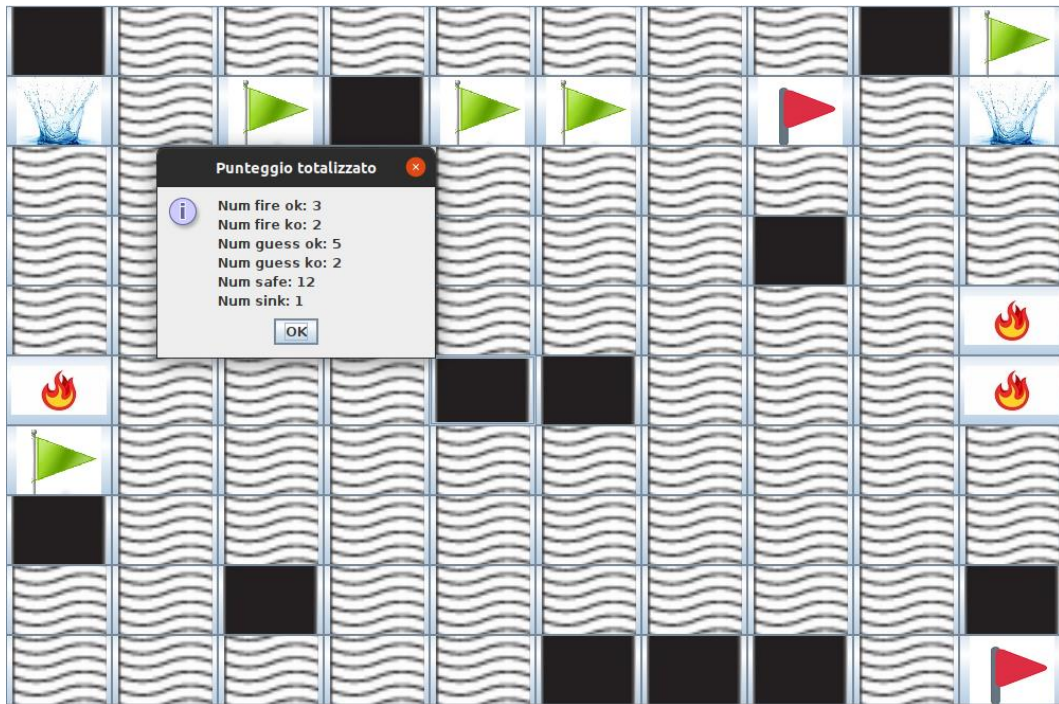 Punteggio totalizzato
Num fire ok: 3
Num fire ko: 2
Num guess ok: 5
Num guess ko: 2
Num safe: 12
Num sink: 1
OK